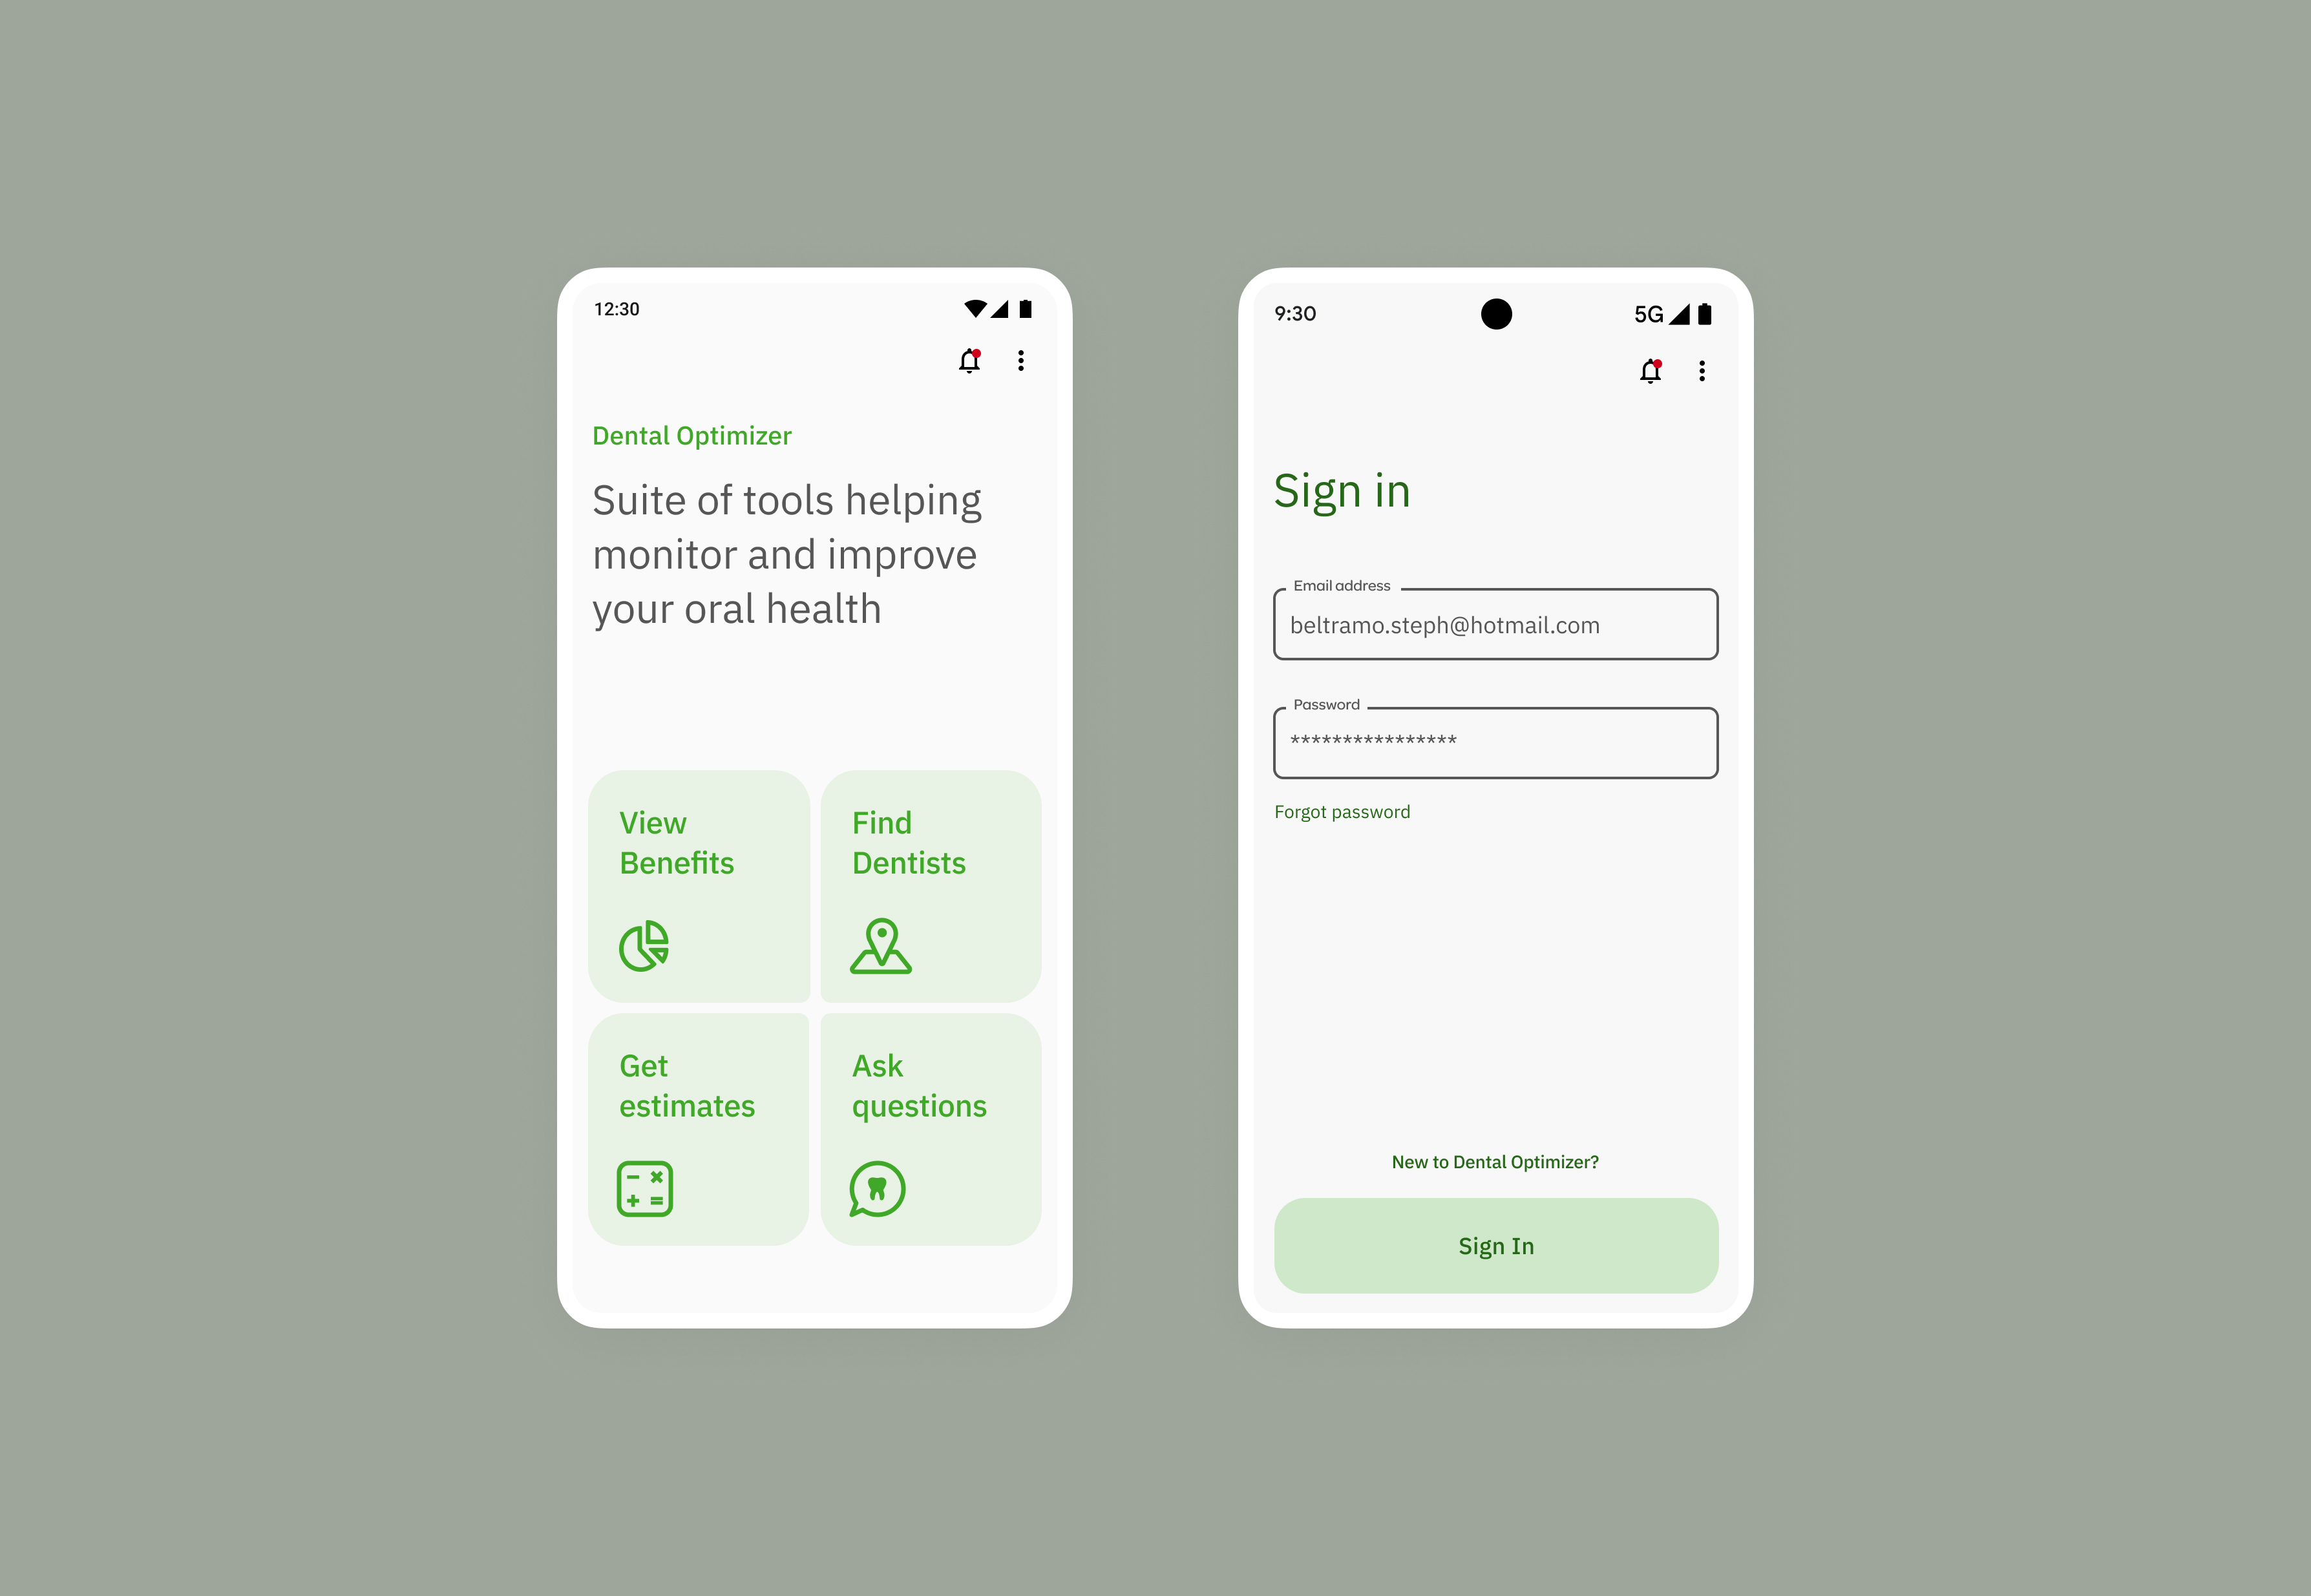 12:30
Dental Optimizer
Suite of tools helping
monitor and improve
your oral health
View
Benefits
Find
Dentists
Get
estimates
Ask
questions
9:30
5G
Sign in
Email address
beltramo.steph@hotmail.com
Password
****************
Forgot password
New to Dental Optimizer?
Sign In